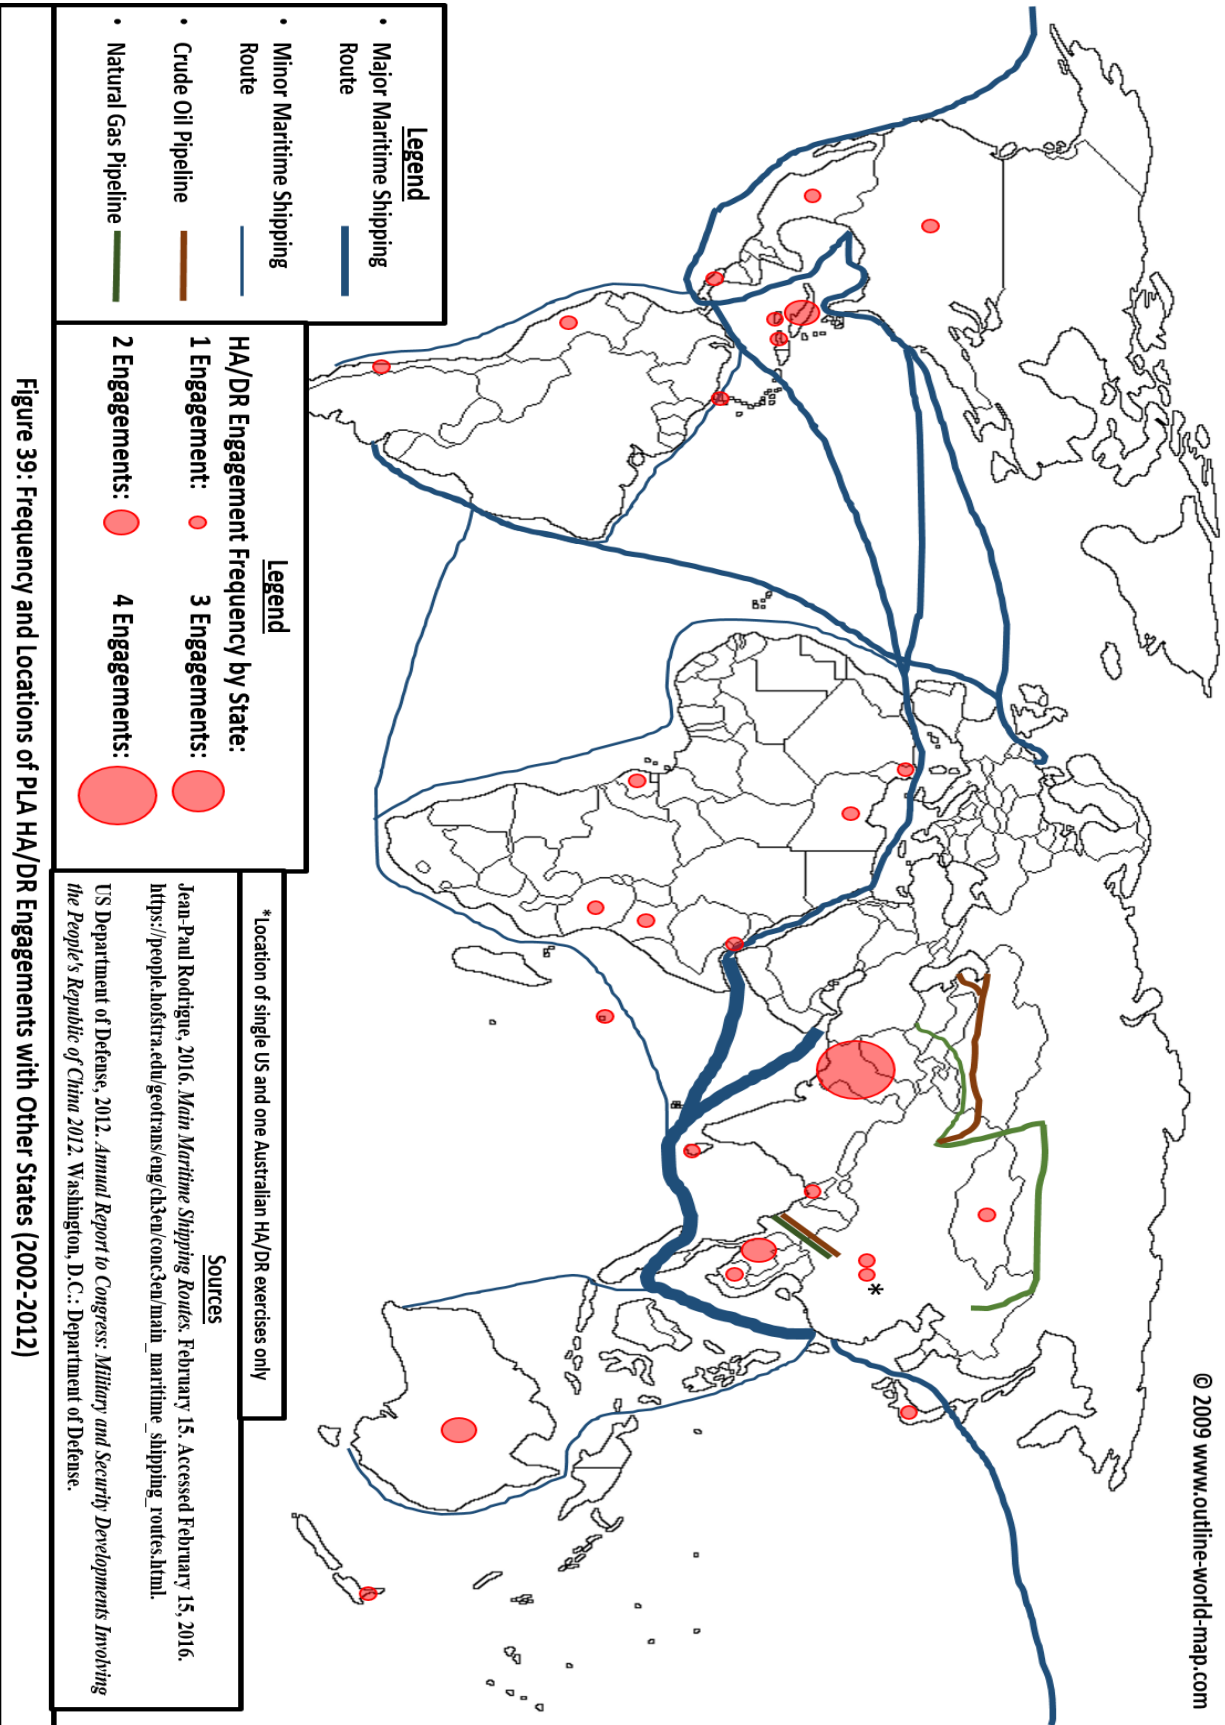 © 2009 www.outline-world-map.com
*
Legend
• Major Maritime Shipping
Route
• Minor Maritime Shipping
Route
• Crude Oil Pipeline
• Natural Gas Pipeline
Legend
HA/DR Engagement Frequency by State:
1 Engagement: 3 Engagements:
2 Engagements: 4 Engagements:
*Location of single US and one Australian HA/DR exercises only
Sources
Jean-Paul Rodrigue, 2016. Main Maritime Shipping Routes. February 15. Accessed February 15, 2016.
https://people.hofstra.edu/geotrans/eng/ch3en/conc3en/main_maritime_shipping_routes.html.
US Department of Defense, 2012. Annual Report to Congress: Military and Security Developments Involving
the People's Republic of China 2012. Washington, D.C.: Department of Defense.
Figure 39: Frequency and Locations of PLA HA/DR Engagements with Other States (2002-2012)